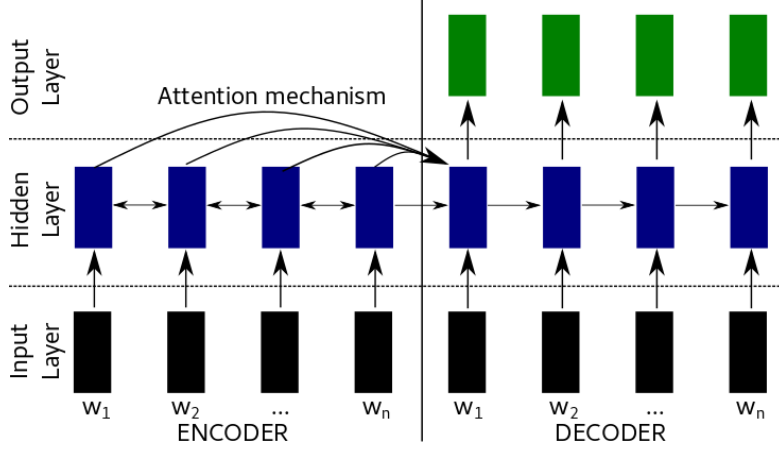 Output
Layer
Attention mechanism
Hidden
Layer
Input
Layer
w1 w2 ... wn w1 w2 ... wn
ENCODER DECODER